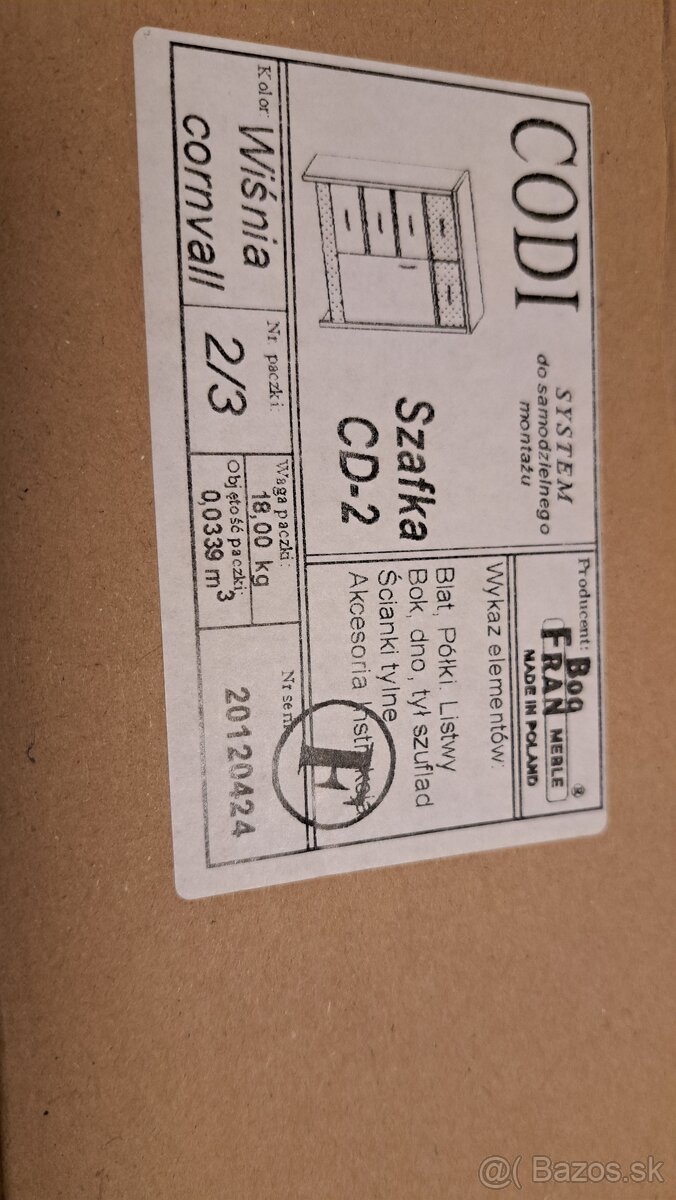 CODI
SYSTEM
do samodzielnego
montażu
Producent:
BOG
FRAN
MEBLE
®
MADE IN POLAND
Szafka
CD-2
Wykaz elementów:
Blat, Półki. Listwy
Bok, dno, tył szuflad
Ścianki tylne
Akcesoria
F
Kolor:
Wiśnia
cornvall
Nr paczki:
2/3
Waga paczki:
18,00 kg
Objętość paczki:
0,0339 m3
Nr
20120424
@( Bazos.sk